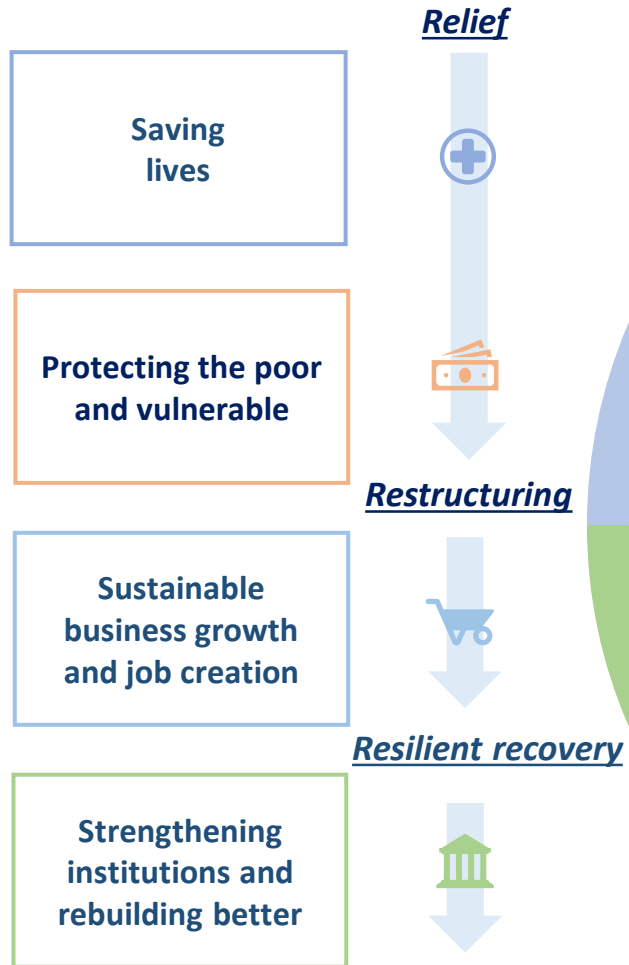 Relief
Saving
lives
Protecting the poor
and vulnerable
Restructuring
Sustainable
business growth
and job creation
Resilient recovery
Strengthening
institutions and
rebuilding better